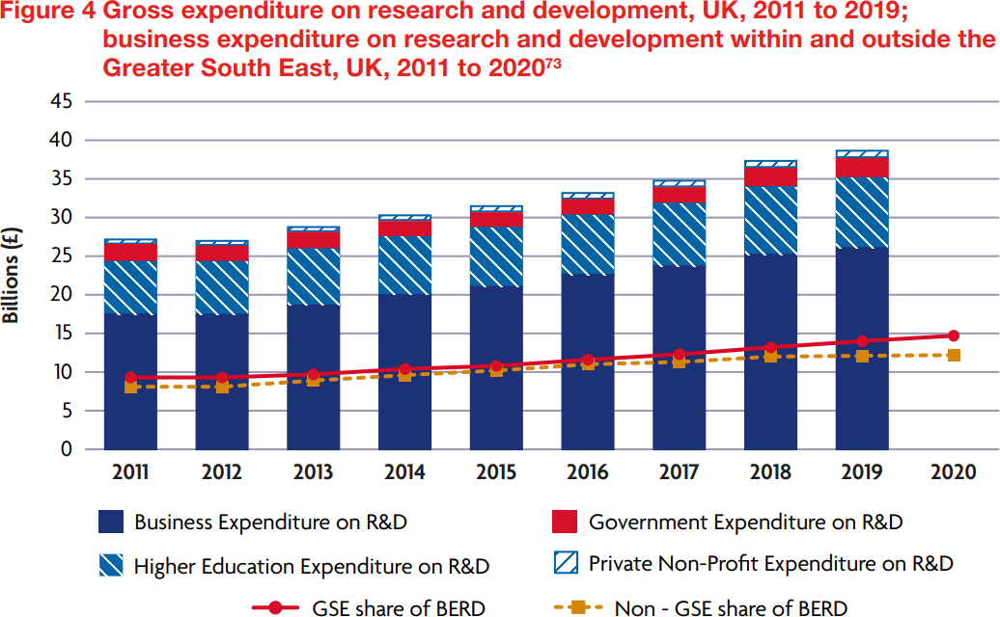 Figure 4 Gross expenditure on research and development, UK, 2011 to 2019;
business expenditure on research and development within and outside the
Greater South East, UK, 2011 to 2020⁷³
45
40
35
30
25
20
15
10
5
0
Billions (£)
2011 2012 2013 2014 2015 2016 2017 2018 2019 2020
Business Expenditure on R&D
Government Expenditure on R&D
Higher Education Expenditure on R&D
Private Non-Profit Expenditure on R&D
GSE share of BERD
Non - GSE share of BERD